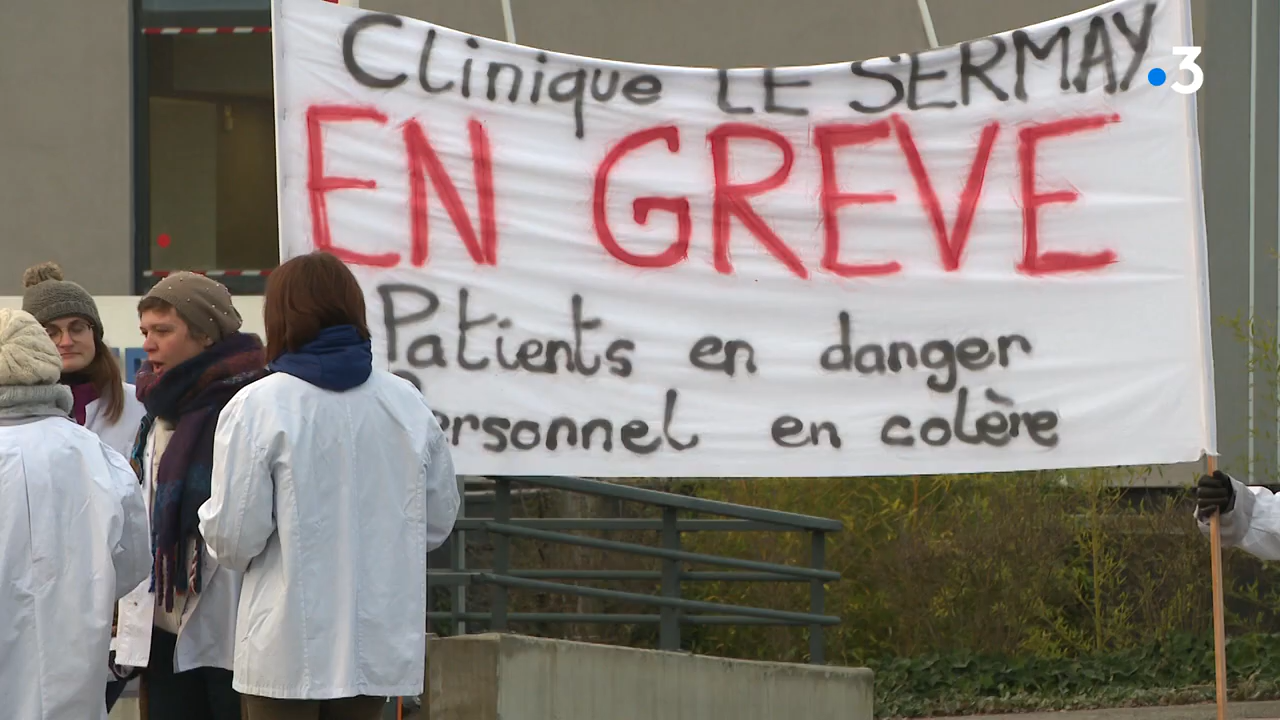 Clinique LE SERMAY
3
EN GREVE
Patients en danger
Personnel en colère